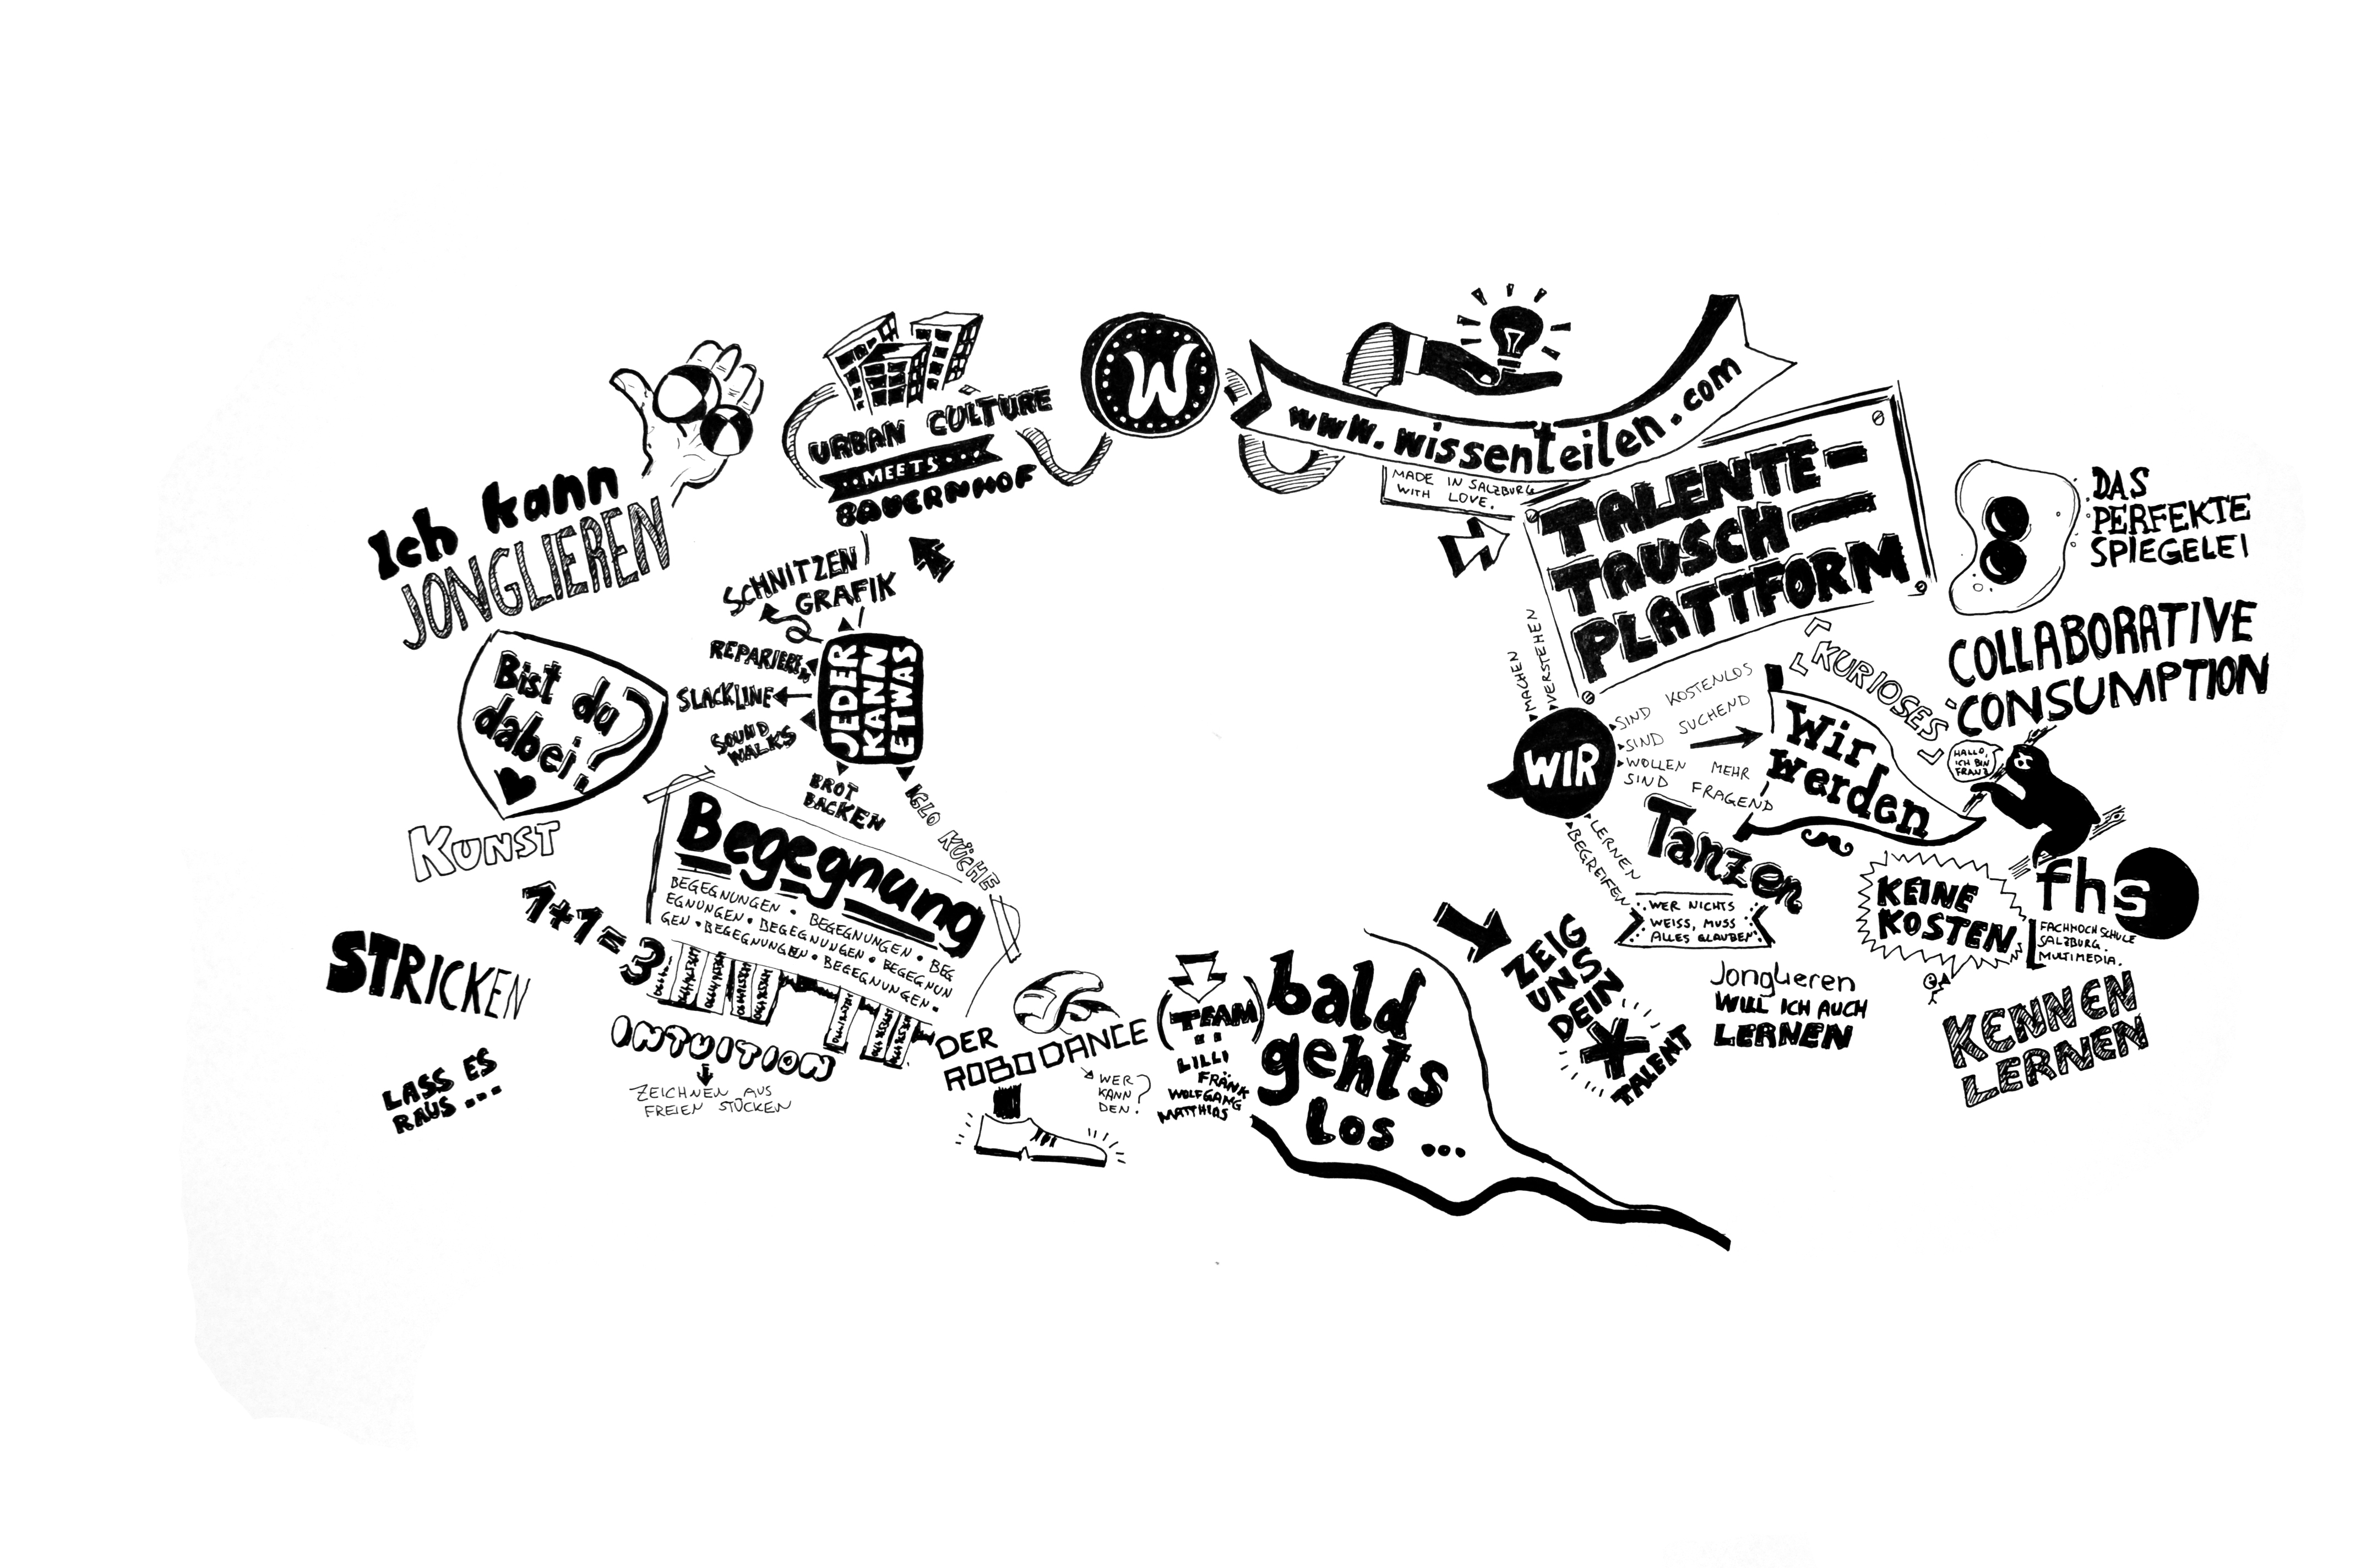 Ich kann
JONGLIEREN
URBAN CULTURE
MEETS
BAUERNHOF
W
www.wissenteilen.com
MADE IN SALZBURG
WITH LOVE.
TALENTE-
TAUSCH-
PLATTFORM
DAS
PERFEKTE
SPIEGELEI
COLLABORATIVE
CONSUMPTION
SCHNITZEN
GRAFIK
REPARIEREN
SLACKLINE
SOUND
WALKS
BROT
BACKEN
IGLO KÜCHE
JEDER
KANN
ETWAS
Bist du
dabei?
KUNST
1+1=3
STRICKEN
LASS ES
RAUS...
Begegnung
BEGEGNUNGEN • BEGEGNUNGEN • BEG
EGNUNGEN • BEGEGNUNGEN • BEGEGNUN
GEN • BEGEGNUNGEN • BEGEGNUNGEN •
INTUITION
ZEICHNEN AUS
FREIEN STÜCKEN
DER
ROBODANCE
WER
KANN
DEN?
(TEAM)
LILLI
FRÄNK
WOLFGANG
MATTHIAS
bald
gehts
los ...
MACHEN
VERSTEHEN
WIR
SIND KOSTENLOS
SIND SUCHEND
WOLLEN MEHR
SIND FRAGEND
LERNEN
BEGREIFEN
KURIOSES
Wir
werden
HALLO,
ICH BIN
FRANZ
Tanzen
WER NICHTS
WEISS, MUSS
ALLES GLAUBEN
KEINE
KOSTEN
fhs
FACHHOCHSCHULE
SALZBURG.
MULTIMEDIA.
ZEIG
UNS
DEIN
TALENT
Jonglieren
WILL ICH AUCH
LERNEN
KENNEN
LERNEN